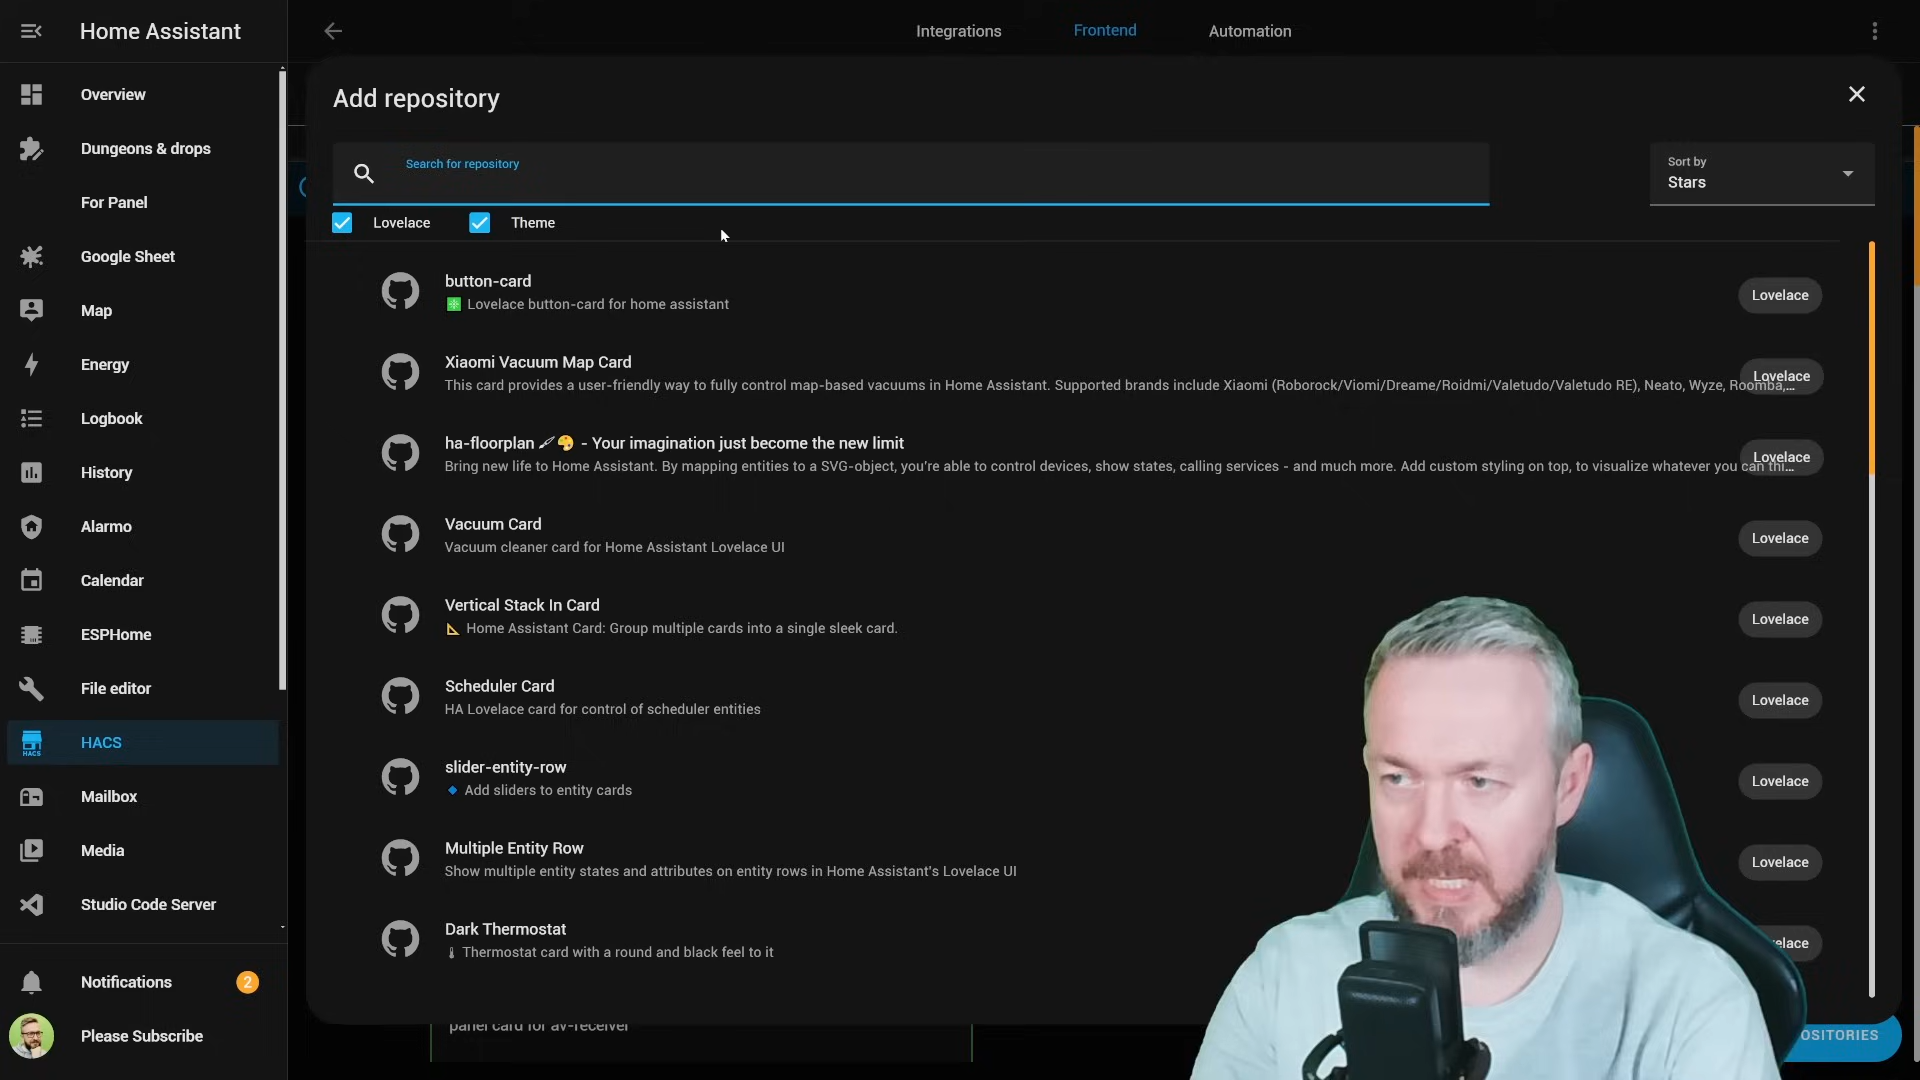 Home Assistant
Integrations
Frontend
Automation
Overview
Dungeons & drops
For Panel
Google Sheet
Map
Energy
Logbook
History
Alarmo
Calendar
ESPHome
File editor
HACS
HACS
Mailbox
Media
Studio Code Server
Notifications
2
Please Subscribe
Add repository
Search for repository
Sort by
Stars
Lovelace
Theme
button-card
Lovelace button-card for home assistant
Lovelace
Xiaomi Vacuum Map Card
This card provides a user-friendly way to fully control map-based vacuums in Home Assistant. Supported brands include Xiaomi (Roborock/Viomi/Dreame/Roidmi/Valetudo/Valetudo RE), Neato, Wyze, Roomba,...
Lovelace
ha-floorplan 🖌🎨 - Your imagination just become the new limit
Bring new life to Home Assistant. By mapping entities to a SVG-object, you're able to control devices, show states, calling services - and much more. Add custom styling on top, to visualize whatever you can thi...
Lovelace
Vacuum Card
Vacuum cleaner card for Home Assistant Lovelace UI
Lovelace
Vertical Stack In Card
📐 Home Assistant Card: Group multiple cards into a single sleek card.
Lovelace
Scheduler Card
HA Lovelace card for control of scheduler entities
Lovelace
slider-entity-row
🔹 Add sliders to entity cards
Lovelace
Multiple Entity Row
Show multiple entity states and attributes on entity rows in Home Assistant's Lovelace UI
Lovelace
Dark Thermostat
🌡 Thermostat card with a round and black feel to it
elace
panel card for av-receiver
OSITORIES